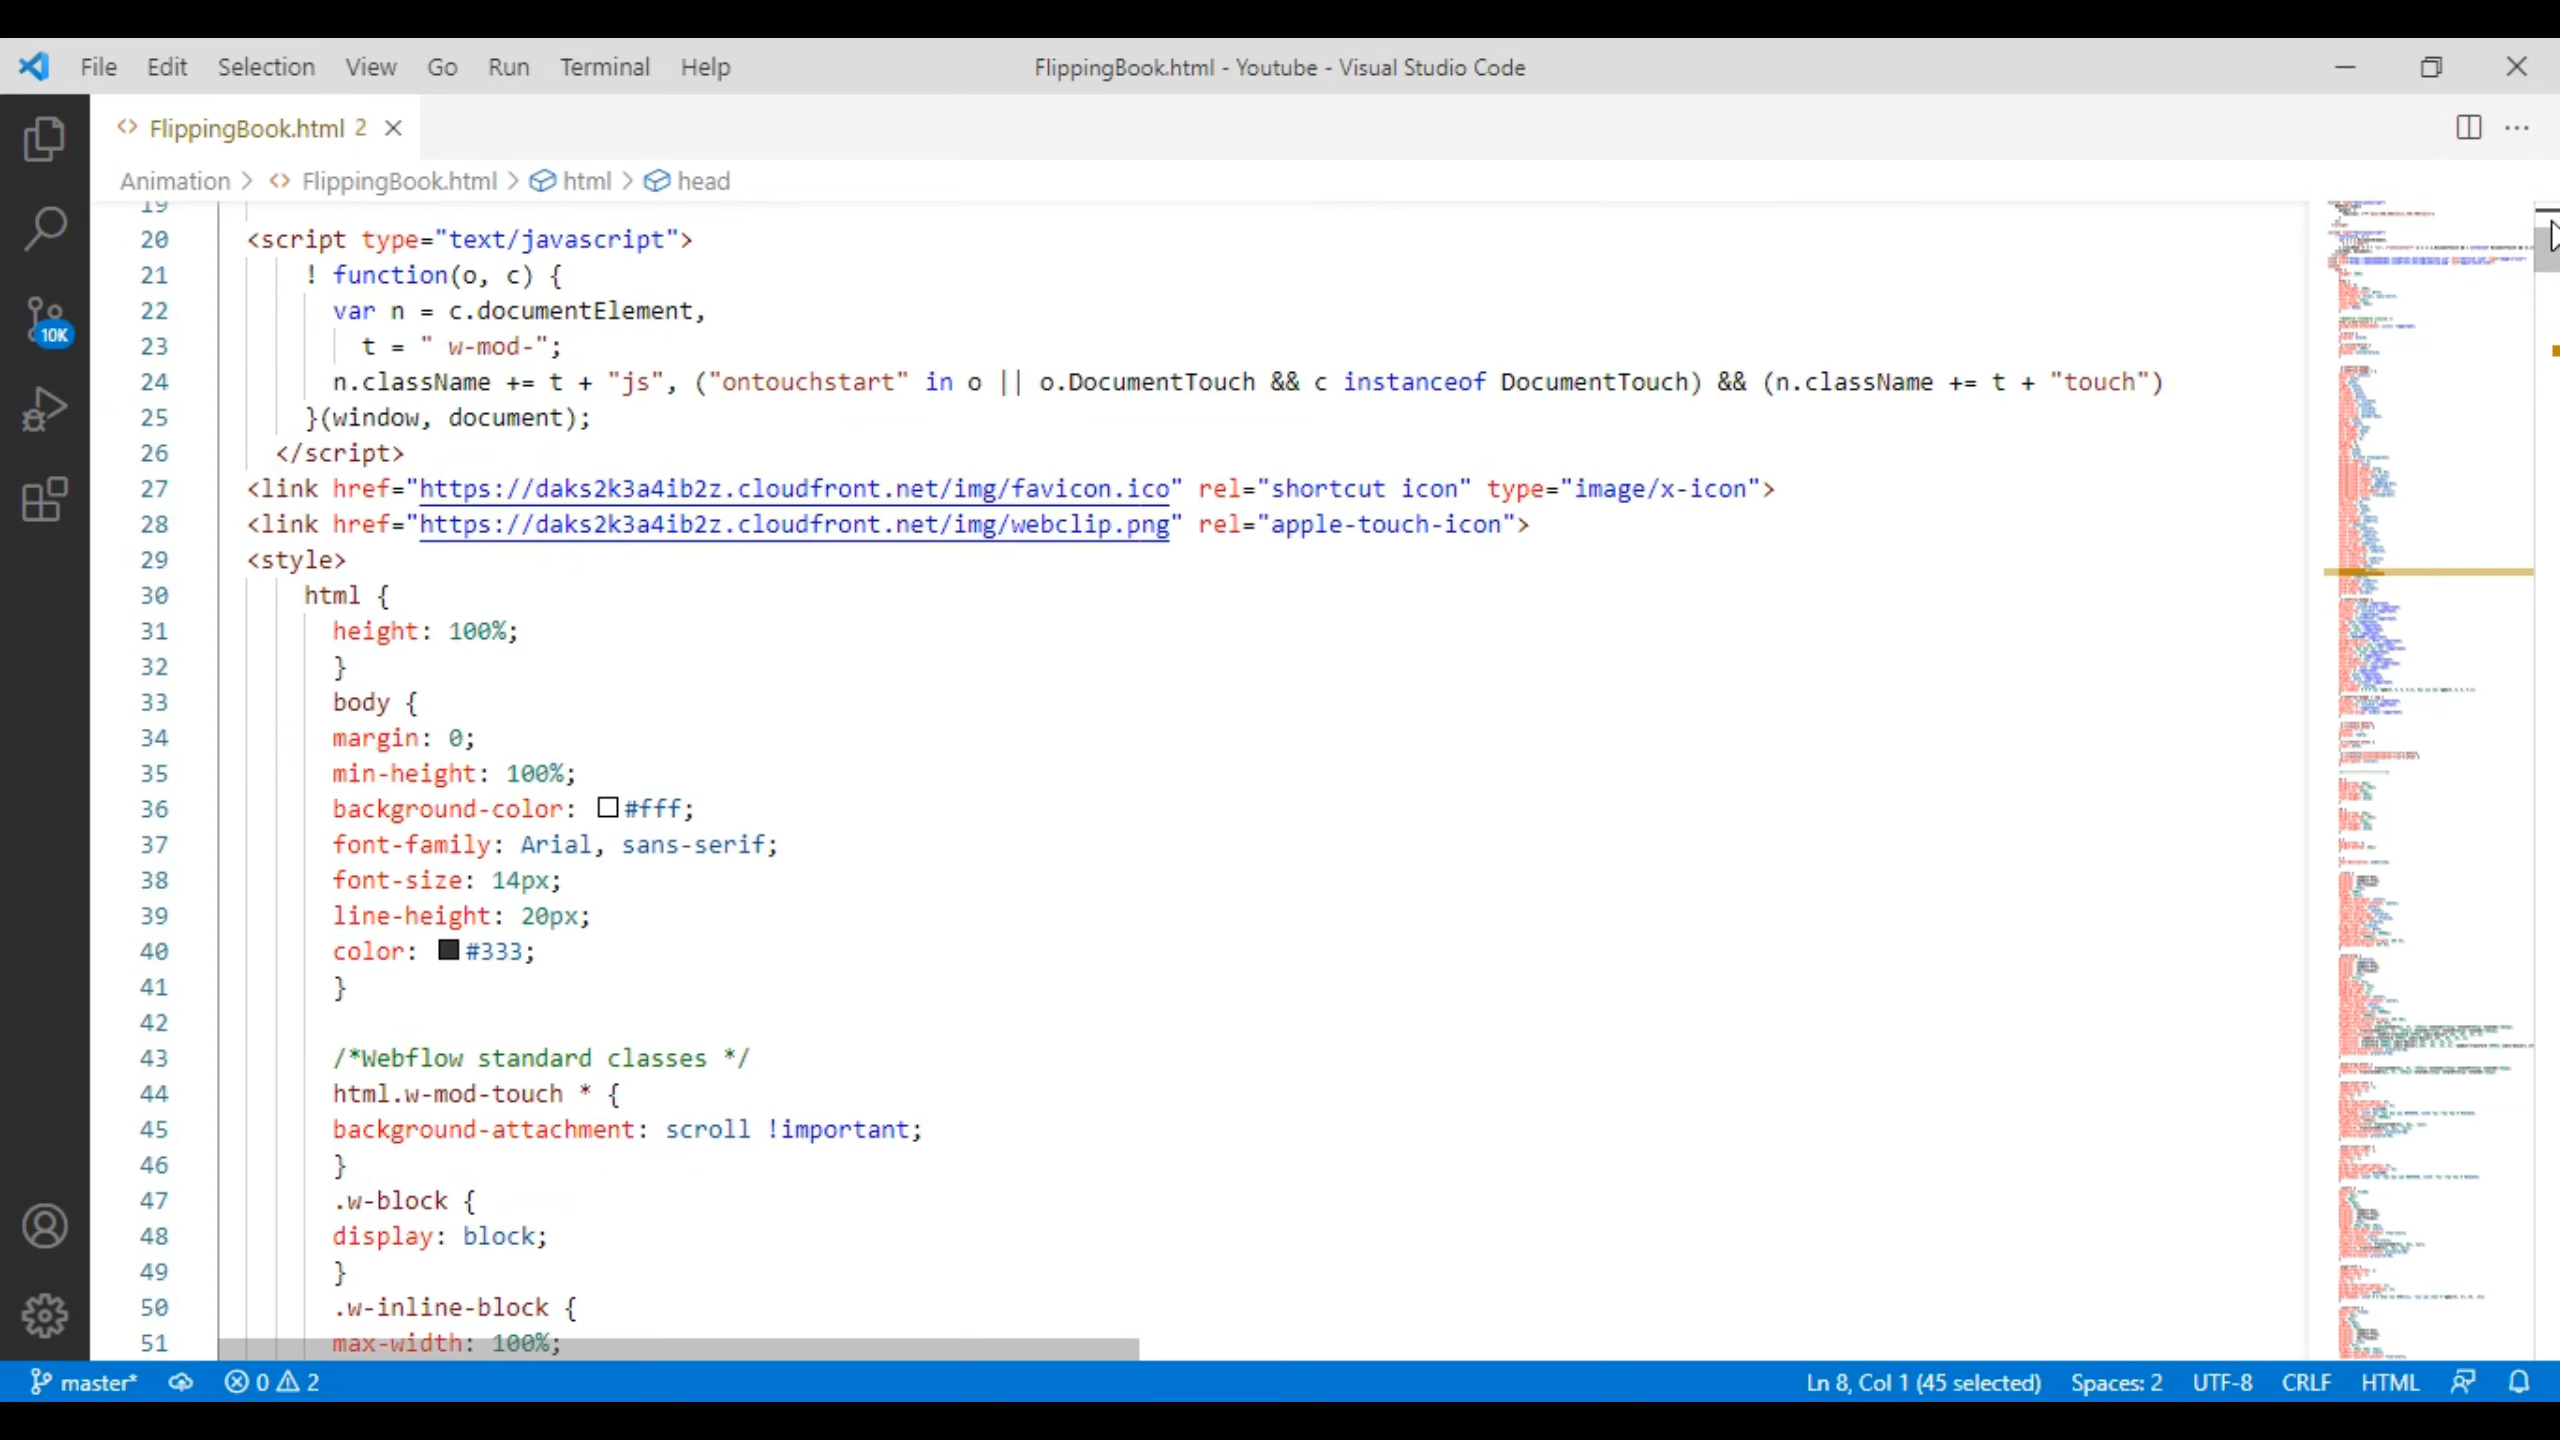 File Edit Selection View Go Run Terminal Help FlippingBook.html - Youtube - Visual Studio Code
FlippingBook.html 2
Animation > FlippingBook.html > html > head
19
20 <script type="text/javascript">
21 ! function(o, c) {
22 var n = c.documentElement,
23 t = " w-mod-";
24 n.className += t + "js", ("ontouchstart" in o || o.DocumentTouch && c instanceof DocumentTouch) && (n.className += t + "touch")
25 }(window, document);
26 </script>
27 <link href="https://daks2k3a4ib2z.cloudfront.net/img/favicon.ico" rel="shortcut icon" type="image/x-icon">
28 <link href="https://daks2k3a4ib2z.cloudfront.net/img/webclip.png" rel="apple-touch-icon">
29 <style>
30 html {
31 height: 100%;
32 }
33 body {
34 margin: 0;
35 min-height: 100%;
36 background-color: #fff;
37 font-family: Arial, sans-serif;
38 font-size: 14px;
39 line-height: 20px;
40 color: #333;
41 }
42
43 /*Webflow standard classes */
44 html.w-mod-touch * {
45 background-attachment: scroll !important;
46 }
47 .w-block {
48 display: block;
49 }
50 .w-inline-block {
51 max-width: 100%;
10K
master* 0 2 Ln 8, Col 1 (45 selected) Spaces: 2 UTF-8 CRLF HTML